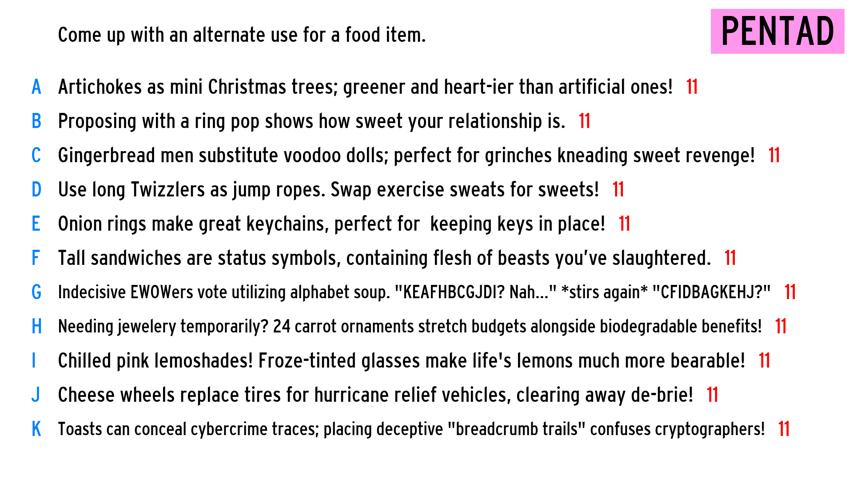 Come up with an alternate use for a food item.
PENTAD
A Artichokes as mini Christmas trees; greener and heart-ier than artificial ones! 11
B Proposing with a ring pop shows how sweet your relationship is. 11
C Gingerbread men substitute voodoo dolls; perfect for grinches kneading sweet revenge! 11
D Use long Twizzlers as jump ropes. Swap exercise sweats for sweets! 11
E Onion rings make great keychains, perfect for  keeping keys in place! 11
F Tall sandwiches are status symbols, containing flesh of beasts you've slaughtered. 11
G Indecisive EWOWers vote utilizing alphabet soup. "KEAFHBCGJDI? Nah..." *stirs again* "CFIDBAGKEHJ?" 11
H Needing jewelery temporarily? 24 carrot ornaments stretch budgets alongside biodegradable benefits! 11
I Chilled pink lemoshades! Froze-tinted glasses make life's lemons much more bearable! 11
J Cheese wheels replace tires for hurricane relief vehicles, clearing away de-brie! 11
K Toasts can conceal cybercrime traces; placing deceptive "breadcrumb trails" confuses cryptographers! 11